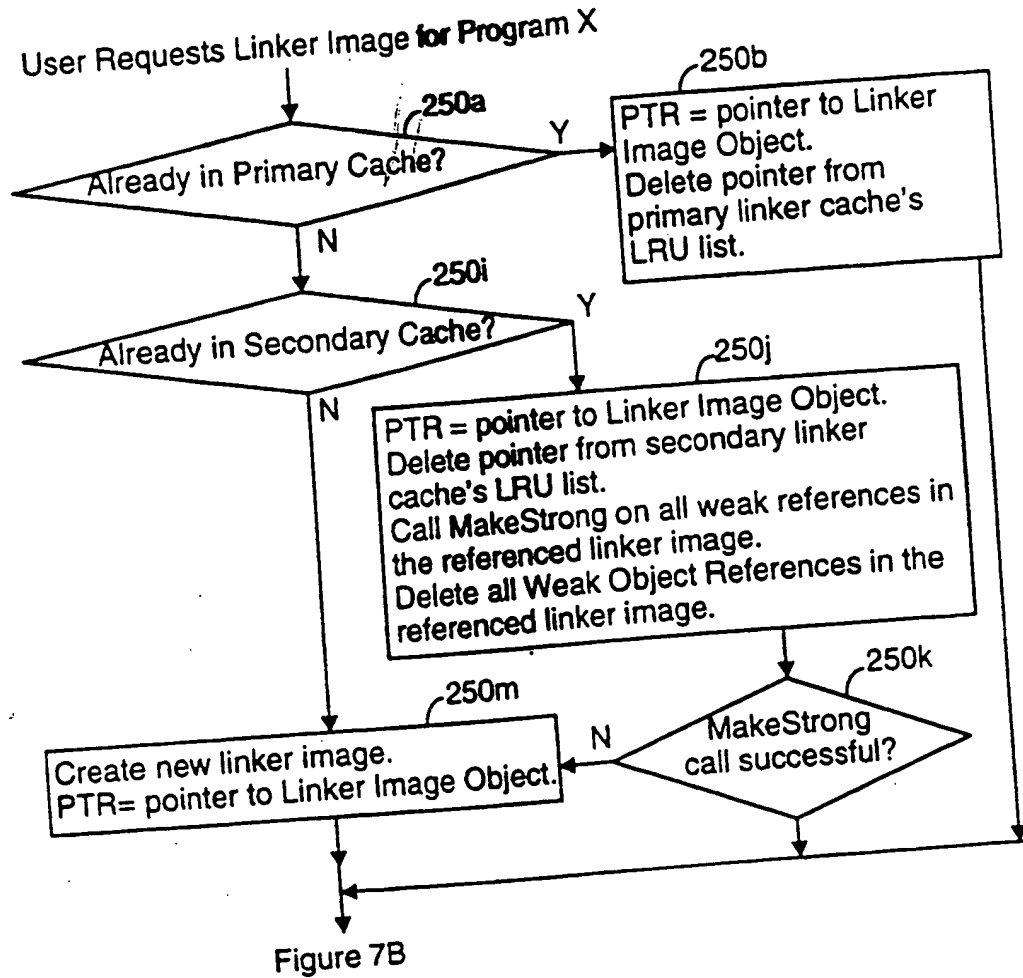 User Requests Linker Image for Program X
250a
Already in Primary Cache?
Y
N
250b
PTR = pointer to Linker
Image Object.
Delete pointer from
primary linker cache's
LRU list.
250i
Already in Secondary Cache?
Y
N
250j
PTR = pointer to Linker Image Object.
Delete pointer from secondary linker
cache's LRU list.
Call MakeStrong on all weak references in
the referenced linker image.
Delete all Weak Object References in the
referenced linker image.
250k
MakeStrong
call successful?
N
250m
Create new linker image.
PTR= pointer to Linker Image Object.
Figure 7B